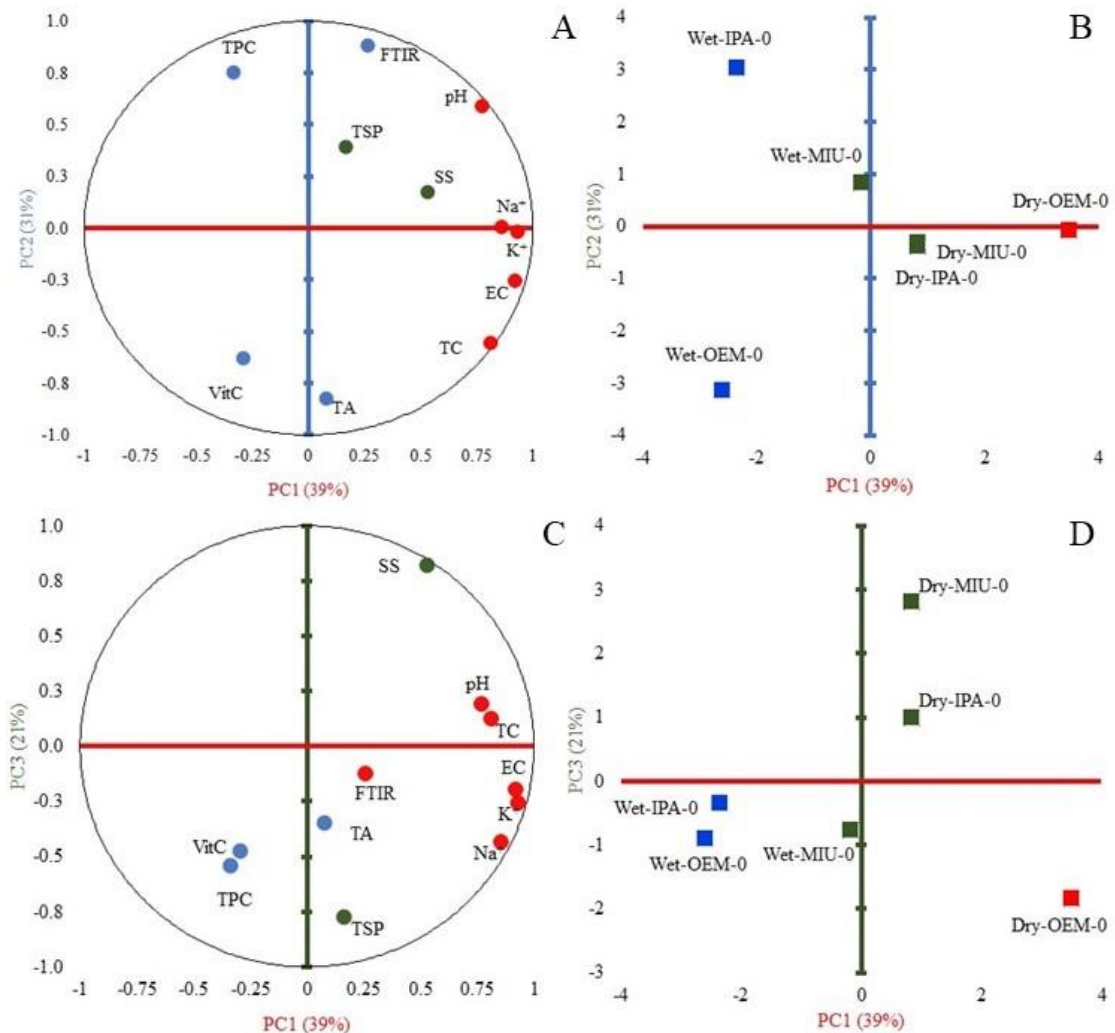 A
1.0
0.8
0.5
0.3
0.0
-0.3
-0.5
-0.8
-1.0
PC2 (31%)
TPC
FTIR
pH
TSP
SS
Na⁺
K⁺
EC
TC
VitC
TA
-1 -0.75 -0.5 -0.25 0 0.25 0.5 0.75 1
PC1 (39%)
B
4
3
2
1
0
-1
-2
-3
-4
PC2 (31%)
Wet-IPA-0
Wet-MIU-0
Dry-OEM-0
Dry-MIU-0
Dry-IPA-0
Wet-OEM-0
-4 -2 0 2 4
PC1 (39%)
C
1.0
0.8
0.5
0.3
0.0
-0.3
-0.5
-0.8
-1.0
PC3 (21%)
SS
pH
TC
EC
FTIR
K⁺
TA
Na⁺
VitC
TPC
TSP
-1 -0.75 -0.5 -0.25 0 0.25 0.5 0.75 1
PC1 (39%)
D
4
3
2
1
0
-1
-2
-3
PC3 (21%)
Dry-MIU-0
Dry-IPA-0
Wet-IPA-0
Wet-OEM-0
Wet-MIU-0
Dry-OEM-0
-4 -2 0 2 4
PC1 (39%)